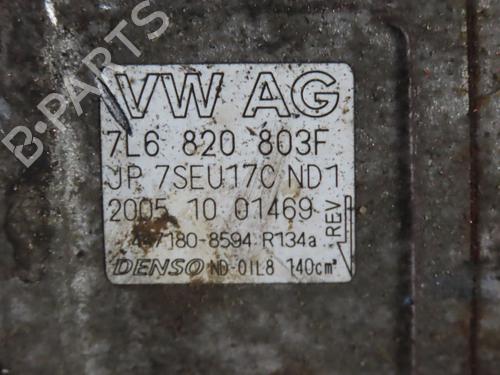 B-PARTS
VW AG
7L6 820 803F
JP 7SEU17C ND1
2005 10 01469
447180-8594 R134a
REV
DENSO ND-OIL8 140cm³